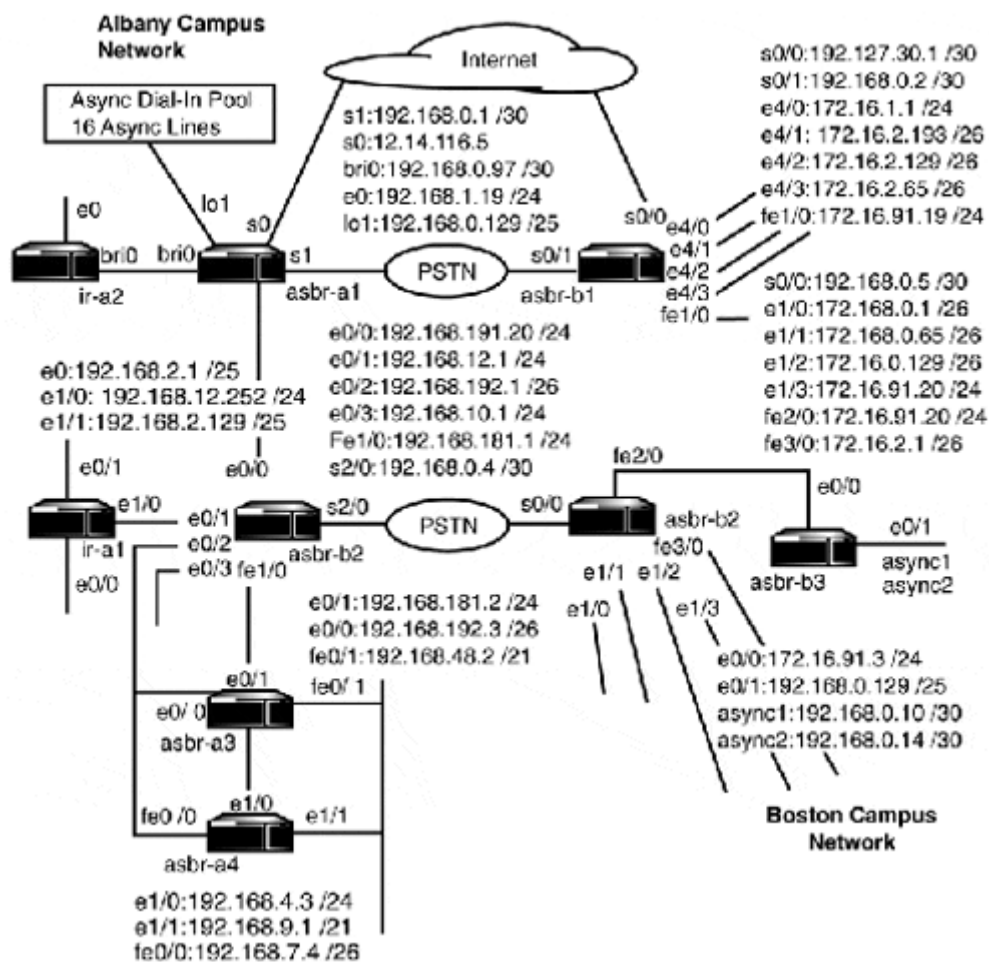 Albany Campus
Network
Internet
Async Dial-In Pool
16 Async Lines
s1:192.168.0.1 /30
s0:12.14.116.5
bri0:192.168.0.97 /30
e0:192.168.1.19 /24
lo1:192.168.0.129 /25
s0/0:192.127.30.1 /30
s0/1:192.168.0.2 /30
e4/0:172.16.1.1 /24
e4/1: 172.16.2.193 /26
e4/2:172.16.2.129 /26
e4/3:172.16.2.65 /26
fe1/0:172.16.91.19 /24
e0
lo1
s0
bri0
bri0
s1
ir-a2
asbr-a1
PSTN
s0/1
s0/0
asbr-b1
e4/0
e4/1
e4/2
e4/3
fe1/0
s0/0:192.168.0.5 /30
e1/0:172.168.0.1 /26
e1/1:172.168.0.65 /26
e1/2:172.16.0.129 /26
e1/3:172.16.91.20 /24
fe2/0:172.16.91.20 /24
fe3/0:172.16.2.1 /26
e0:192.168.2.1 /25
e1/0: 192.168.12.252 /24
e1/1:192.168.2.129 /25
e0/0:192.168.191.20 /24
e0/1:192.168.12.1 /24
e0/2:192.168.192.1 /26
e0/3:192.168.10.1 /24
Fe1/0:192.168.181.1 /24
s2/0:192.168.0.4 /30
e0/1
e0/0
e1/0
ir-a1
e0/0
e0/1
e0/2
e0/3
fe1/0
s2/0
asbr-b2
PSTN
s0/0
fe2/0
asbr-b2
fe3/0
e1/1
e1/2
e1/0
e1/3
e0/0
asbr-b3
e0/1
async1
async2
e0/1:192.168.181.2 /24
e0/0:192.168.192.3 /26
fe0/1:192.168.48.2 /21
e0/0:172.16.91.3 /24
e0/1:192.168.0.129 /25
async1:192.168.0.10 /30
async2:192.168.0.14 /30
e0/1
fe0/ 1
e0/ 0
asbr-a3
e1/0
fe0 /0
e1/1
asbr-a4
Boston Campus
Network
e1/0:192.168.4.3 /24
e1/1:192.168.9.1 /21
fe0/0:192.168.7.4 /26